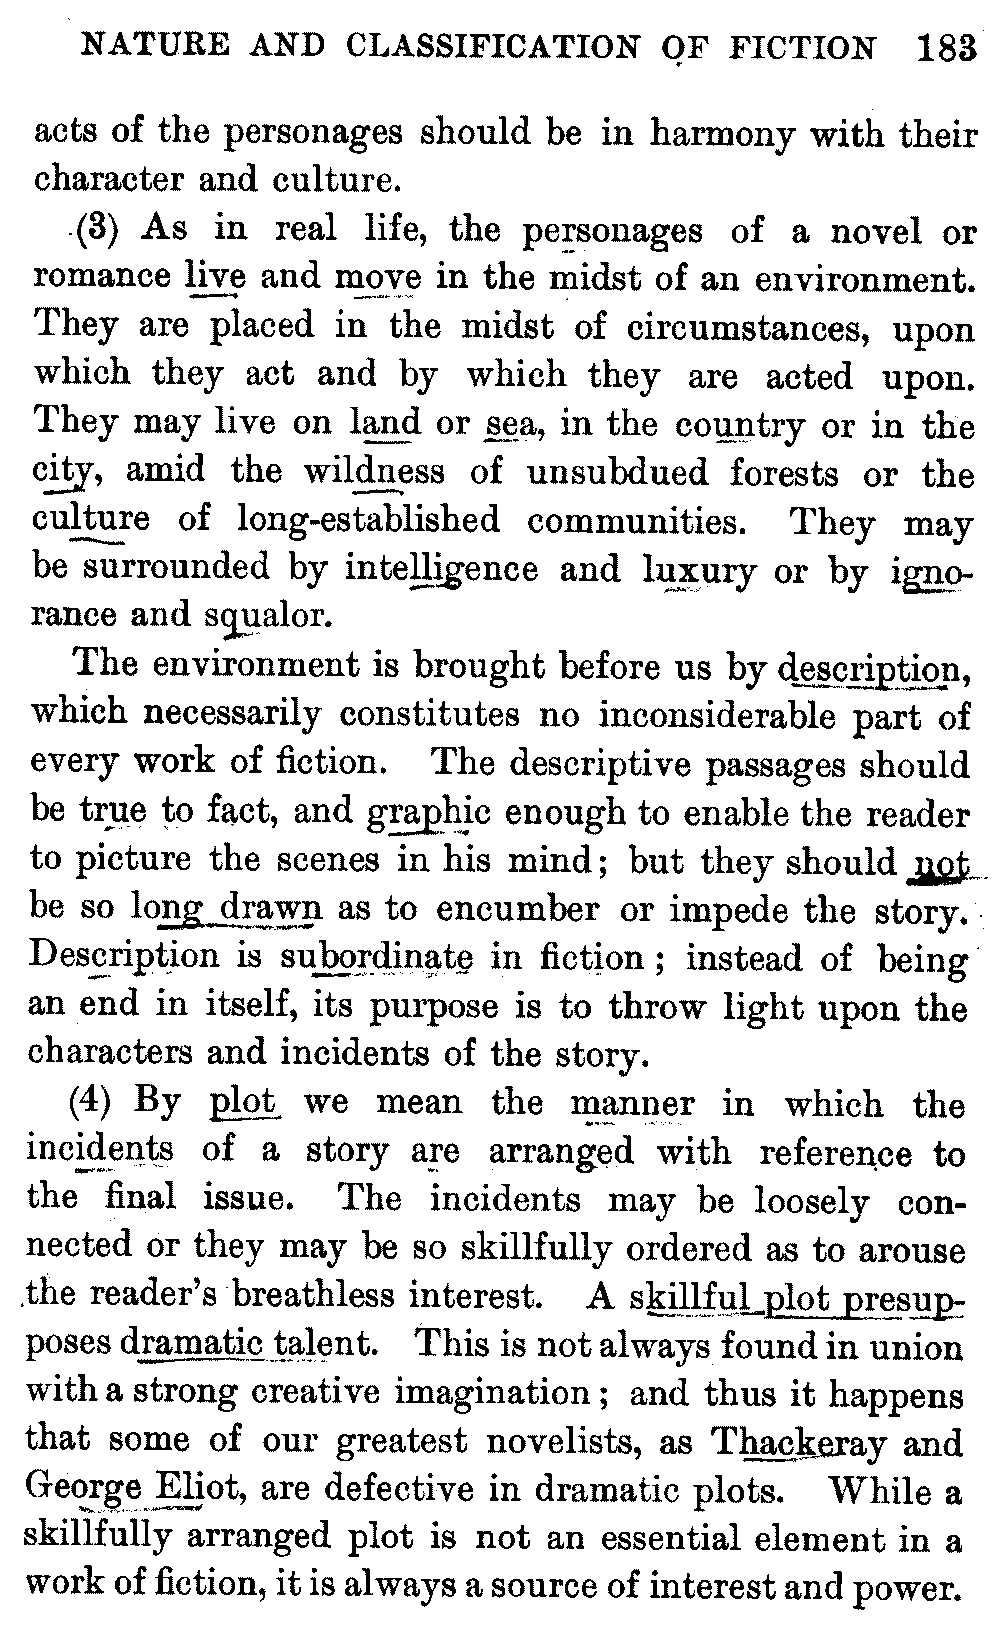 NATURE AND CLASSIFICATION OF FICTION 183
acts of the personages should be in harmony with their
character and culture.
(3) As in real life, the personages of a novel or
romance live and move in the midst of an environment.
They are placed in the midst of circumstances, upon
which they act and by which they are acted upon.
They may live on land or sea, in the country or in the
city, amid the wildness of unsubdued forests or the
culture of long-established communities. They may
be surrounded by intelligence and luxury or by igno-
rance and squalor.
The environment is brought before us by description,
which necessarily constitutes no inconsiderable part of
every work of fiction. The descriptive passages should
be true to fact, and graphic enough to enable the reader
to picture the scenes in his mind; but they should not
be so long drawn as to encumber or impede the story.
Description is subordinate in fiction; instead of being
an end in itself, its purpose is to throw light upon the
characters and incidents of the story.
(4) By plot we mean the manner in which the
incidents of a story are arranged with reference to
the final issue. The incidents may be loosely con-
nected or they may be so skillfully ordered as to arouse
the reader's breathless interest. A skillful plot presup-
poses dramatic talent. This is not always found in union
with a strong creative imagination; and thus it happens
that some of our greatest novelists, as Thackeray and
George Eliot, are defective in dramatic plots. While a
skillfully arranged plot is not an essential element in a
work of fiction, it is always a source of interest and power.